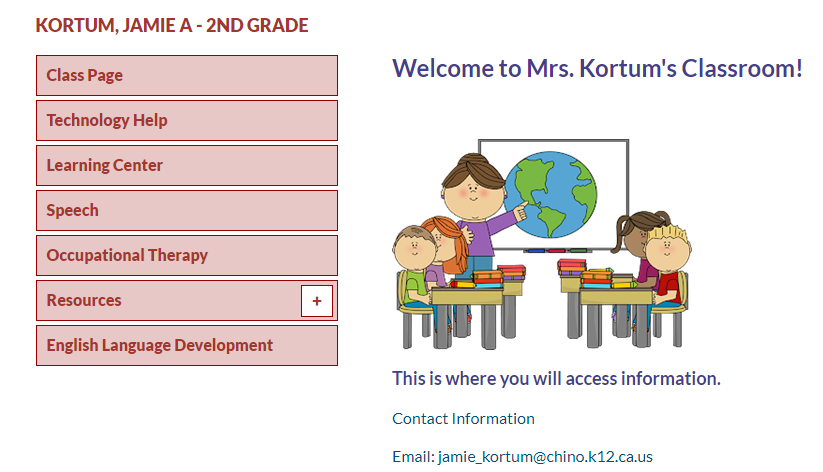 KORTUM, JAMIE A - 2ND GRADE
Class Page
Technology Help
Learning Center
Speech
Occupational Therapy
Resources +
English Language Development
Welcome to Mrs. Kortum's Classroom!
This is where you will access information.
Contact Information
Email: jamie_kortum@chino.k12.ca.us